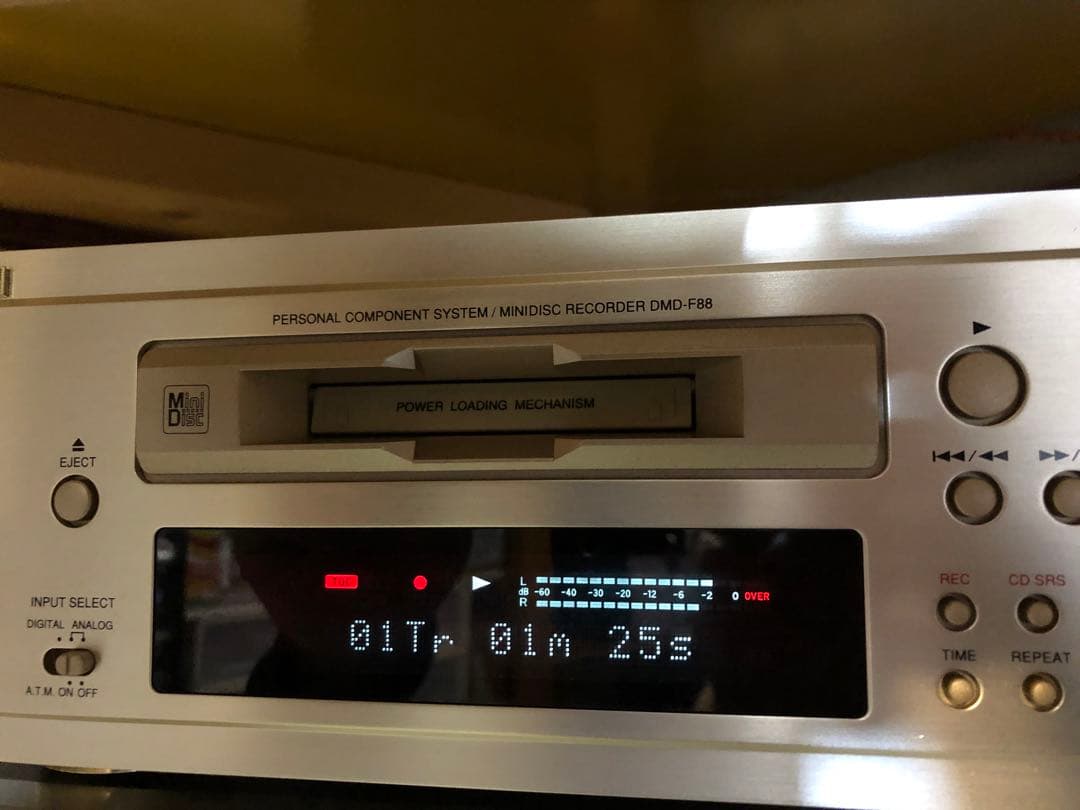 PERSONAL COMPONENT SYSTEM / MINIDISC RECORDER DMD-F88
MINI DISC
POWER LOADING MECHANISM
EJECT
INPUT SELECT
DIGITAL ANALOG
A.T.M. ON OFF
TOC
L
dB -60 -40 -30 -20 -12 -6 -2 0 OVER
R
01Tr 01m 25s
REC CD SRS
TIME REPEAT